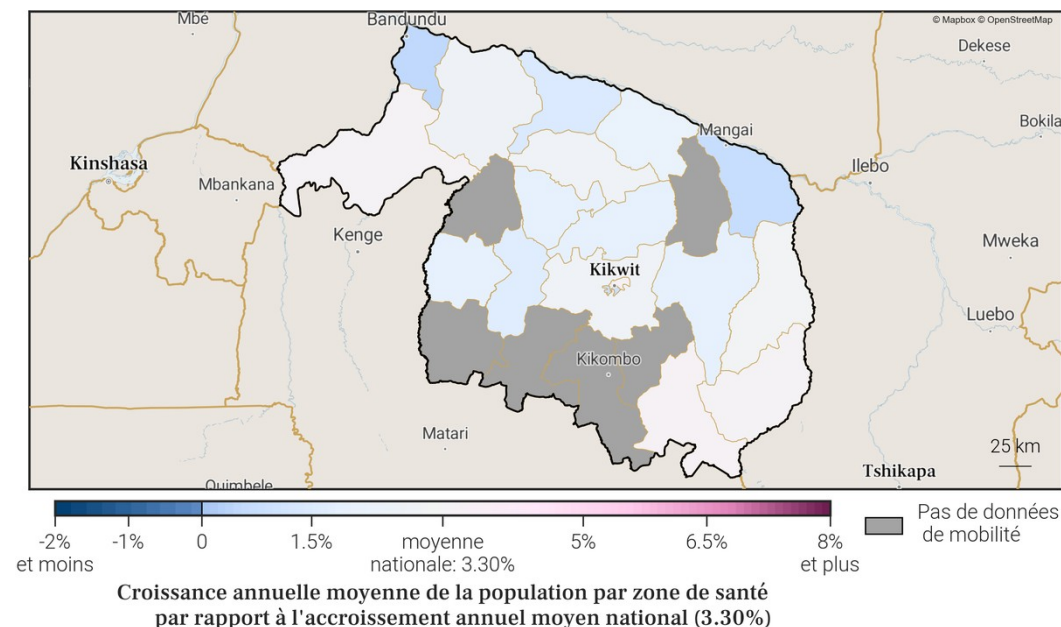 © Mapbox © OpenStreetMap
Mbé
Bandundu
Dekese
Bokila
Mangai
Kinshasa
Ilebo
Mbankana
Kenge
Mweka
Kikwit
Luebo
Kikombo
Matari
25 km
Tshikapa
Quimbele
-2%
et moins
-1%
0
1.5%
moyenne
nationale: 3.30%
5%
6.5%
8%
et plus
Pas de données
de mobilité
Croissance annuelle moyenne de la population par zone de santé
par rapport à l'accroissement annuel moyen national (3.30%)